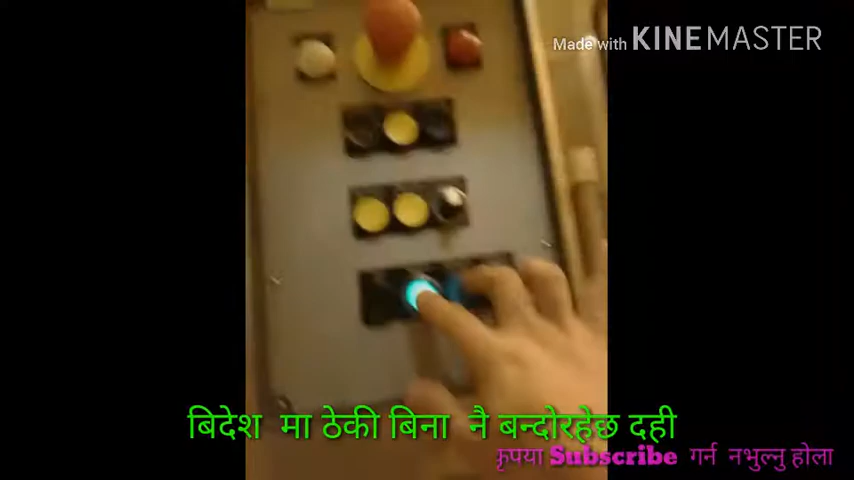 Made with KINEMASTER
बिदेश मा ठेकी बिना नै बन्दोरहेछ दही
कृपया Subscribe गर्न नभुल्नु होला